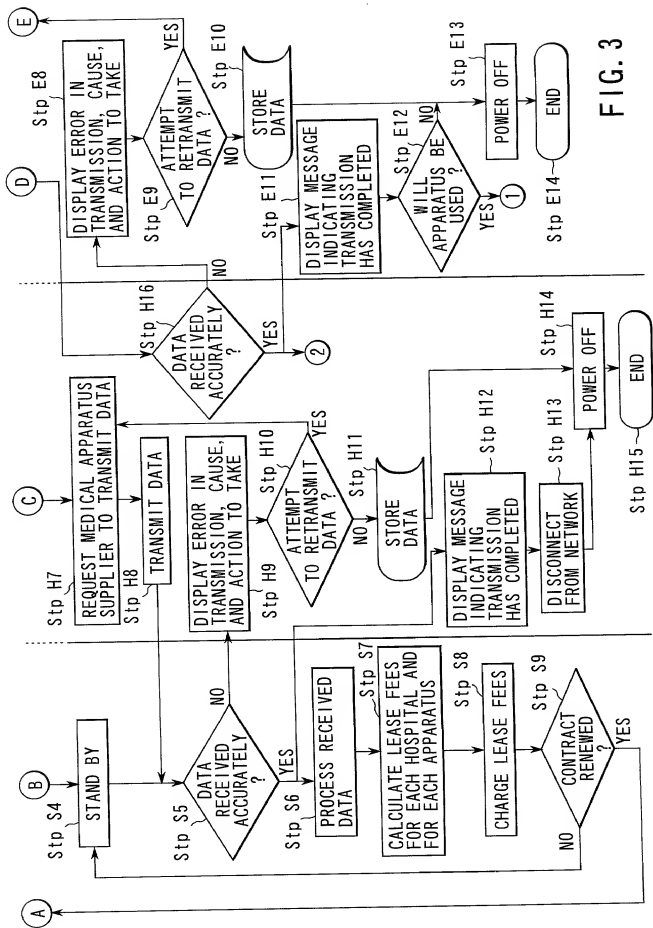 A
B
Stp S4
STAND BY
Stp S5
DATA
RECEIVED
ACCURATELY
?
NO
YES
Stp S6
PROCESS RECEIVED
DATA
Stp S7
CALCULATE LEASE FEES
FOR EACH HOSPITAL AND
FOR EACH APPARATUS
Stp S8
CHARGE LEASE FEES
Stp S9
CONTRACT
RENEWED
?
NO
YES
C
Stp H7
REQUEST MEDICAL APPARATUS
SUPPLIER TO TRANSMIT DATA
Stp H8
TRANSMIT DATA
Stp H9
DISPLAY ERROR IN
TRANSMISSION, CAUSE,
AND ACTION TO TAKE
Stp H10
ATTEMPT
TO RETRANSMIT
DATA ?
YES
NO
Stp H11
STORE
DATA
Stp H12
DISPLAY MESSAGE
INDICATING
TRANSMISSION
HAS COMPLETED
Stp H13
DISCONNECT
FROM NETWORK
Stp H14
POWER OFF
Stp H15
END
D
Stp H16
DATA
RECEIVED
ACCURATELY
?
NO
YES
2
E
Stp E8
DISPLAY ERROR IN
TRANSMISSION, CAUSE,
AND ACTION TO TAKE
Stp E9
ATTEMPT
TO RETRANSMIT
DATA ?
YES
NO
Stp E10
STORE
DATA
Stp E11
DISPLAY MESSAGE
INDICATING
TRANSMISSION
HAS COMPLETED
Stp E12
WILL
APPARATUS BE
USED ?
NO
YES
1
Stp E13
POWER OFF
Stp E14
END
FIG. 3